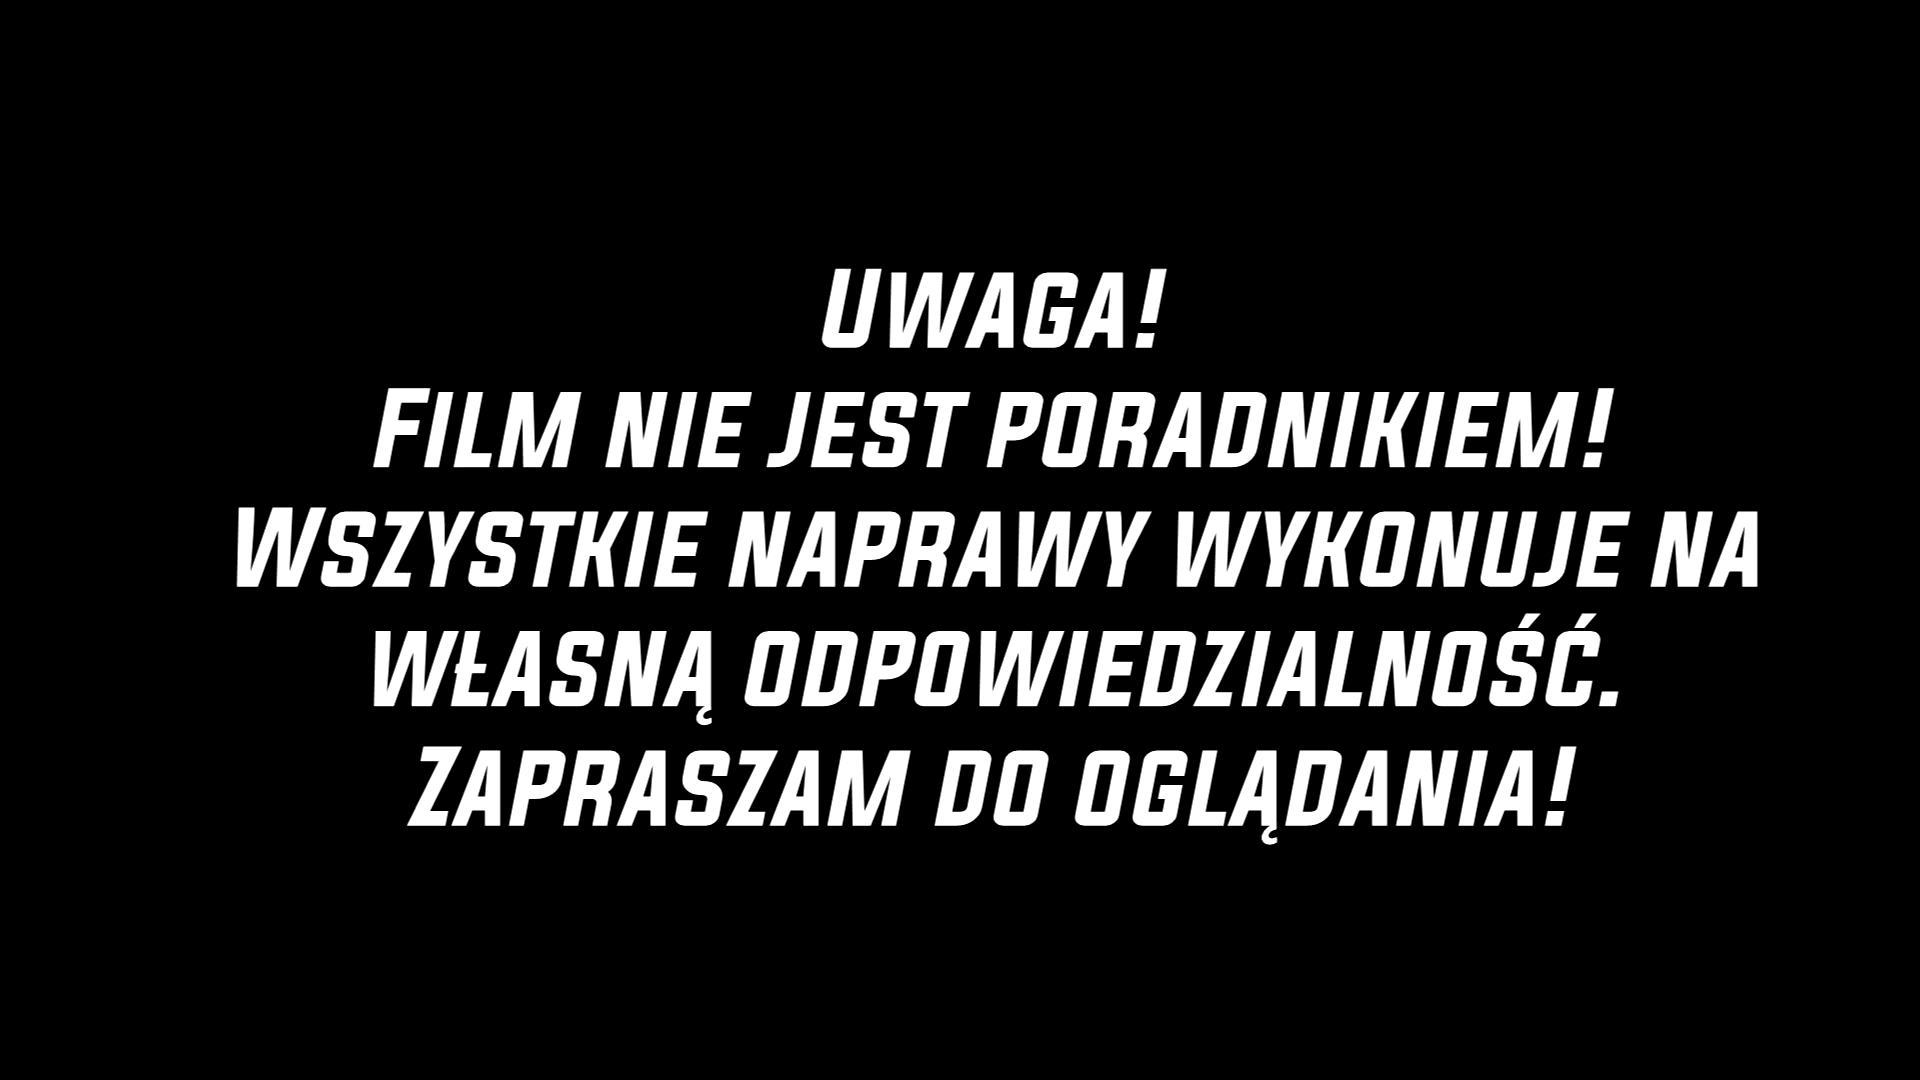 Uwaga!
Film nie jest poradnikiem!
Wszystkie naprawy wykonuje na
własną odpowiedzialność.
Zapraszam do oglądania!